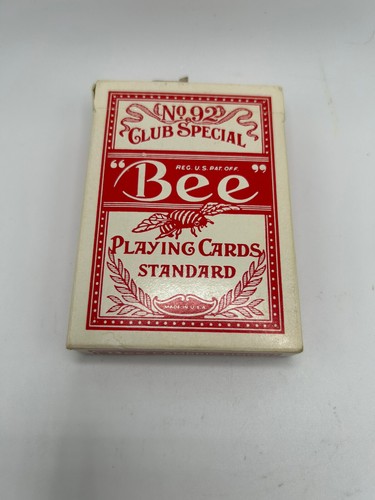 No. 92
CLUB SPECIAL
REG. U.S. PAT. OFF.
"Bee"
PLAYING CARDS
STANDARD
MADE IN U.S.A.